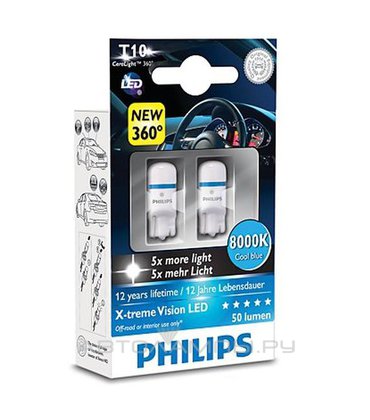 T10
CeraLight™ 360°
LED
NEW
360°
PHILIPS
PHILIPS
8000K
Cool blue
5x more light
5x mehr Licht
12 years lifetime / 12 Jahre Lebensdauer
X-treme Vision LED
Off-road or interior use only*
50 lumen
PHILIPS